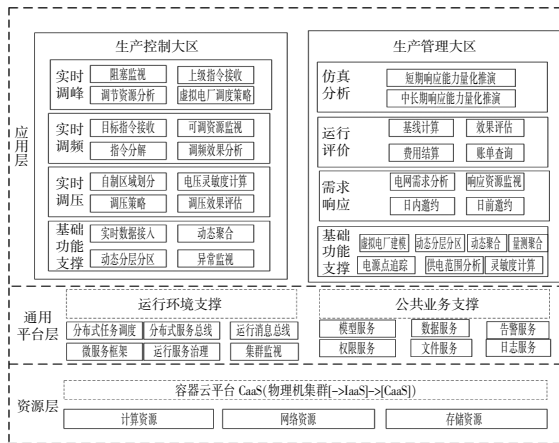 生产控制大区
生产管理大区
应用层
实时调峰
阻塞监视
上级指令接收
调节资源分析
虚拟电厂调度策略
实时调频
目标指令接收
可调资源监视
指令分解
调频效果分析
实时调压
自制区域划分
电压灵敏度计算
调压策略
调压效果评估
基础功能支撑
实时数据接入
动态聚合
动态分层分区
异常监视
仿真分析
短期响应能力量化推演
中长期响应能力量化推演
运行评价
基线计算
效果评估
费用结算
账单查询
需求响应
电网需求分析
响应资源监视
日内邀约
日前邀约
基础功能支撑
虚拟电厂建模
动态分层分区
动态聚合
量测聚合
电源点追踪
供电范围分析
灵敏度计算
通用平台层
运行环境支撑
分布式任务调度
分布式服务总线
运行消息总线
微服务框架
运行服务治理
集群监视
公共业务支撑
模型服务
数据服务
告警服务
权限服务
文件服务
日志服务
资源层
容器云平台 CaaS(物理机集群[->IaaS]->[CaaS])
计算资源
网络资源
存储资源